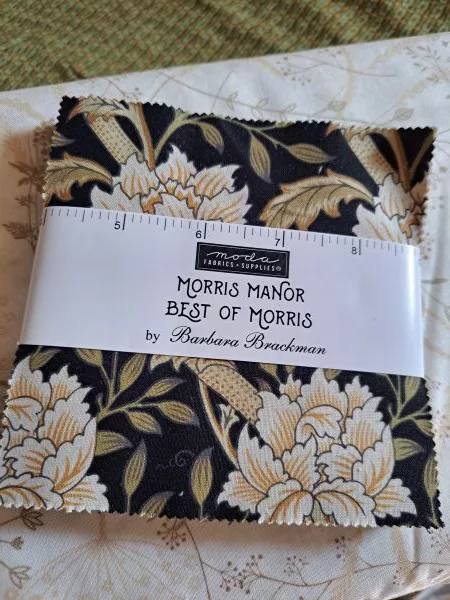 5 6 7 8
moda
FABRICS + SUPPLIES®
MORRIS MANOR
BEST OF MORRIS
by Barbara Brackman